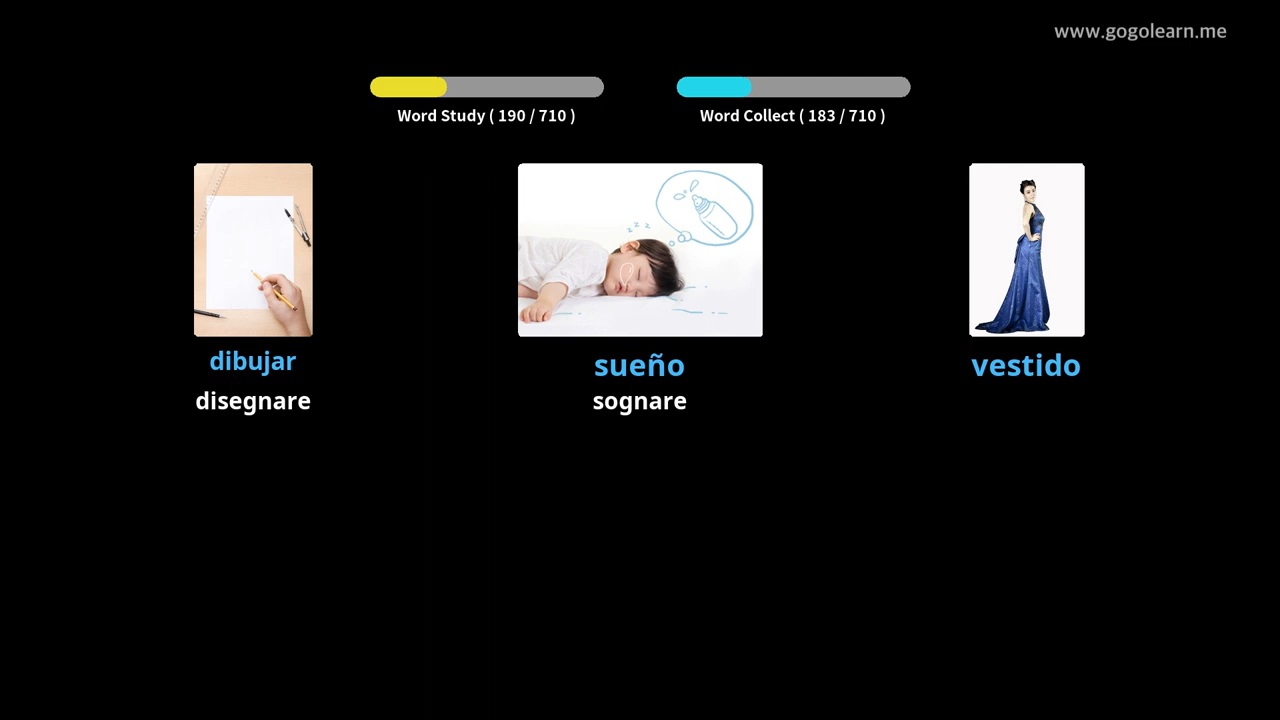 www.gogolearn.me
Word Study ( 190 / 710 )
Word Collect ( 183 / 710 )
dibujar
disegnare
sueño
sognare
vestido